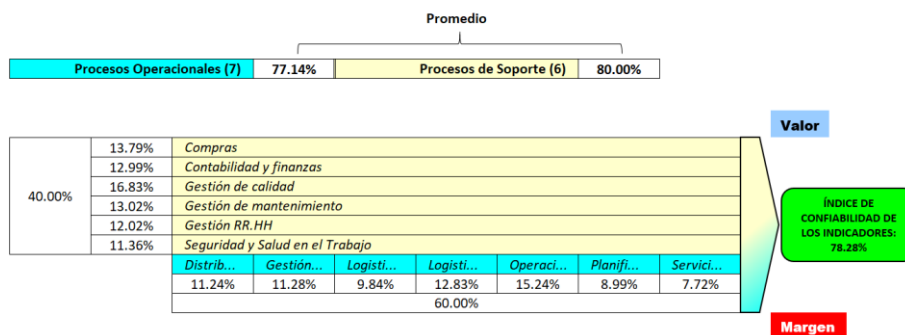 Promedio
Procesos Operacionales (7) 77.14% Procesos de Soporte (6) 80.00%
Valor
40.00%
13.79% Compras
12.99% Contabilidad y finanzas
16.83% Gestión de calidad
13.02% Gestión de mantenimiento
12.02% Gestión RR.HH
11.36% Seguridad y Salud en el Trabajo
Distrib... Gestión... Logisti... Logisti... Operaci... Planifi... Servici...
11.24% 11.28% 9.84% 12.83% 15.24% 8.99% 7.72%
60.00%
ÍNDICE DE
CONFIABILIDAD DE
LOS INDICADORES:
78.28%
Margen